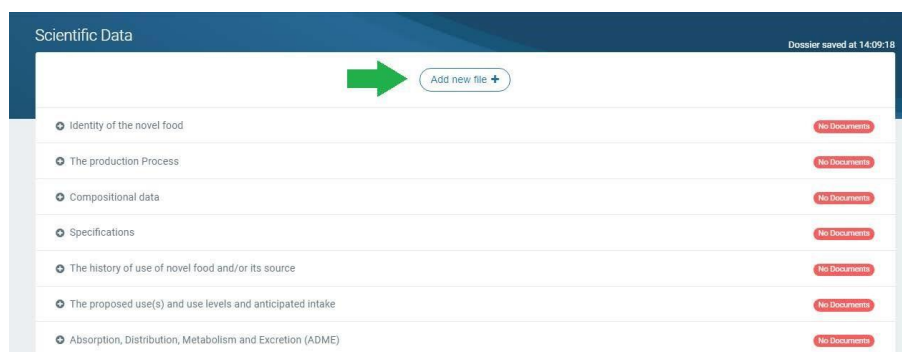 Scientific Data
Dossier saved at 14:09:18
Add new file +
Identity of the novel food No Documents
The production Process No Documents
Compositional data No Documents
Specifications No Documents
The history of use of novel food and/or its source No Documents
The proposed use(s) and use levels and anticipated intake No Documents
Absorption, Distribution, Metabolism and Excretion (ADME) No Documents